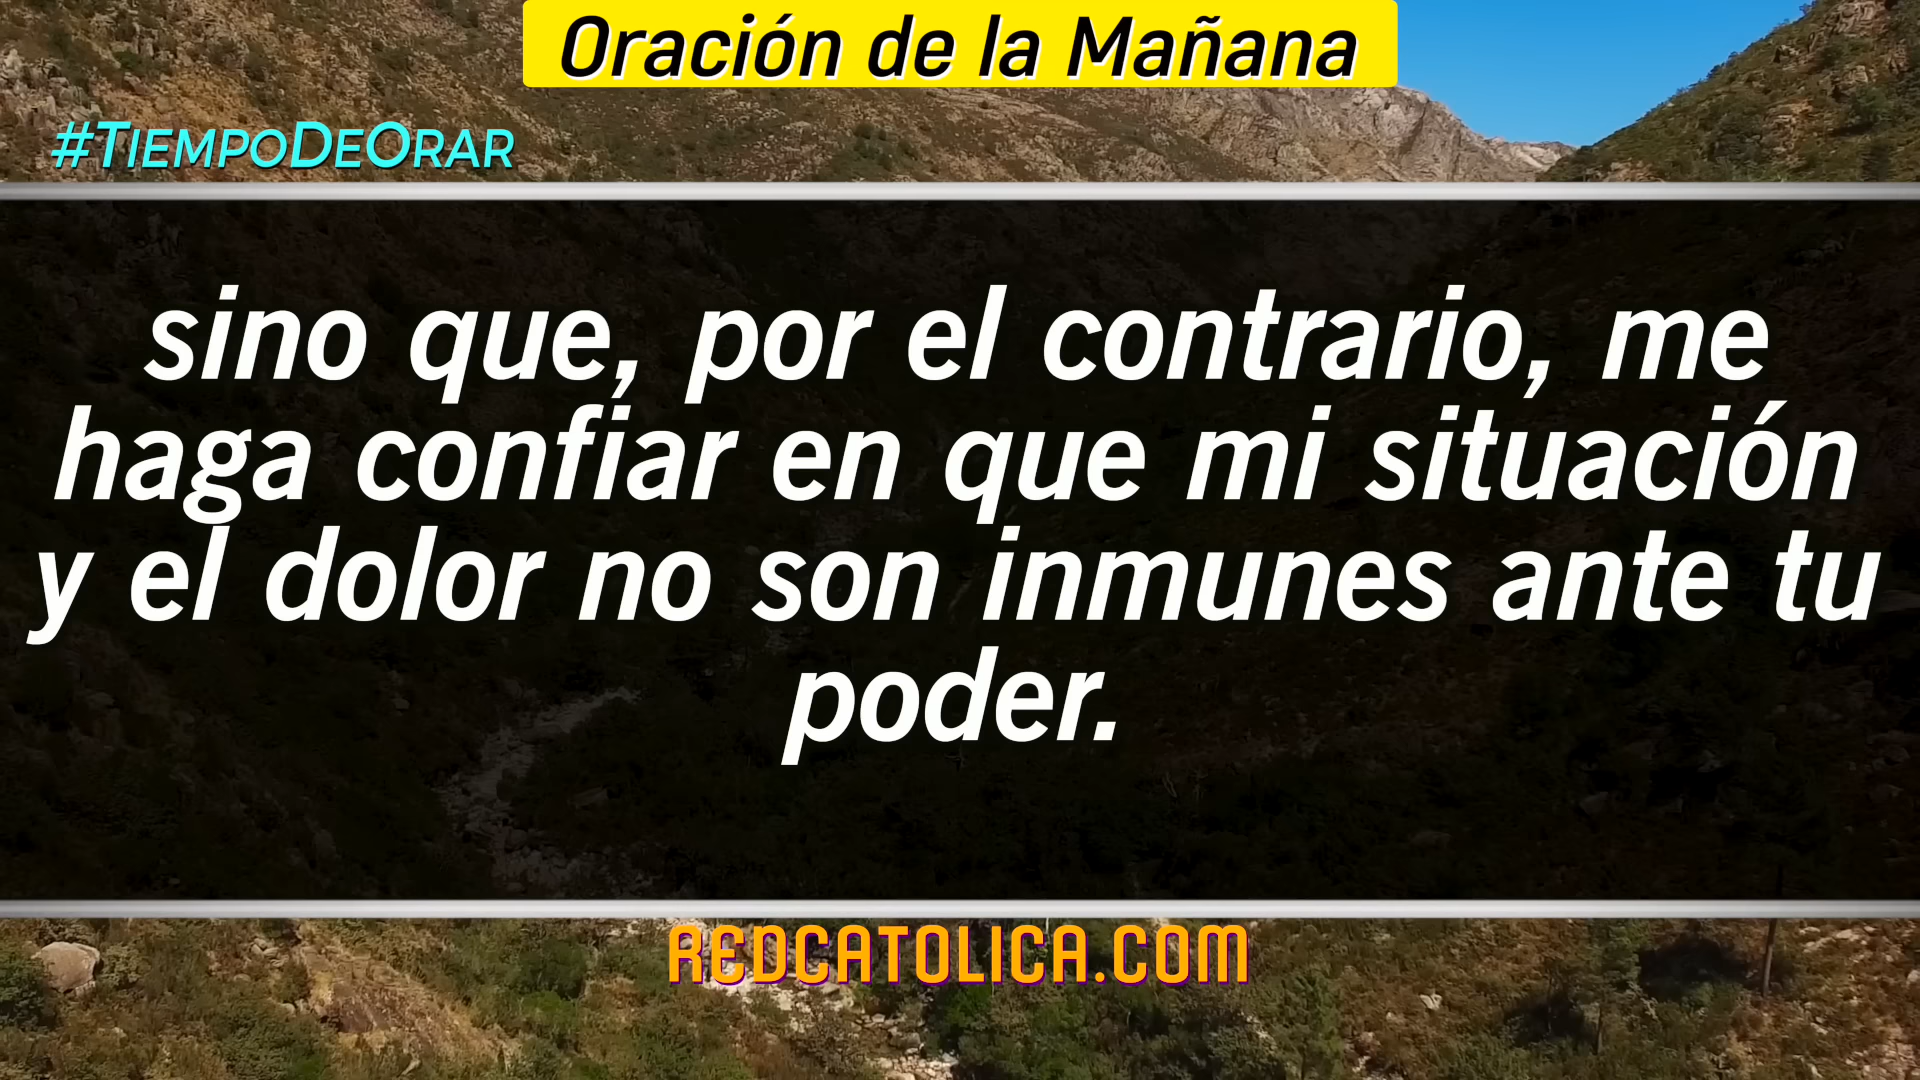 Oración de la Mañana
#TiempoDeOrar
sino que, por el contrario, me
haga confiar en que mi situación
y el dolor no son inmunes ante tu
poder.
REDCATOLICA.COM